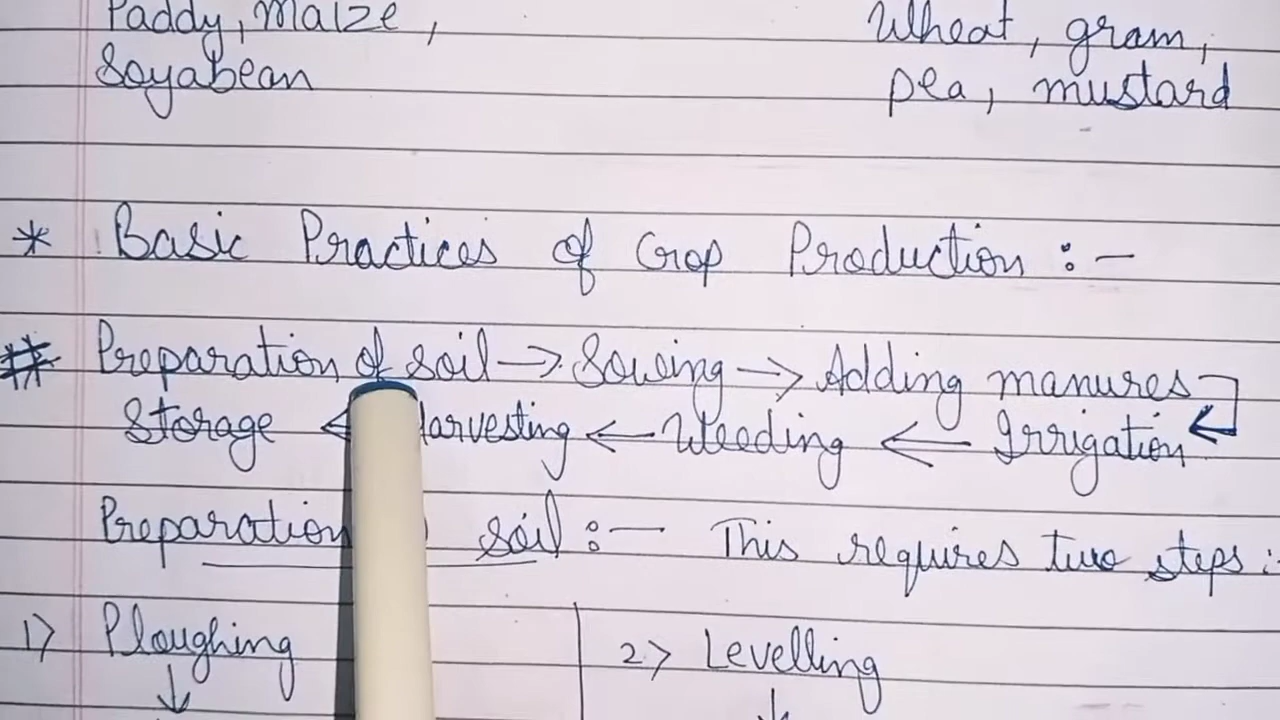 Paddy, Maize,
Soyabean
Wheat, gram,
pea, mustard
* Basic Practices of Crop Production :-
# Preparation of soil → Sowing → Adding manures
Storage ← Harvesting ← Weeding ← Irrigation
Preparation soil :- This requires two steps :-
1) Ploughing
2) Levelling